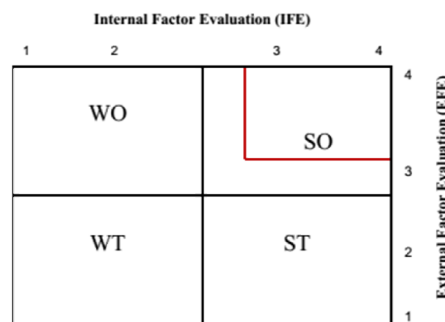 Internal Factor Evaluation (IFE)
1 2 3 4
WO
SO
WT
ST
4
3
2
1
External Factor Evaluation (EFE)